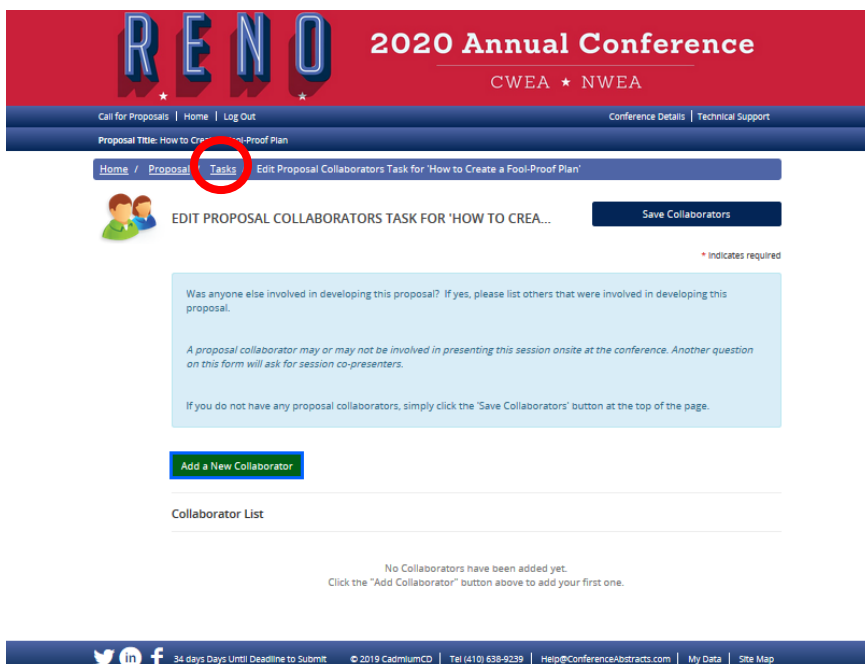 RENO
2020 Annual Conference
CWEA ★ NWEA
Call for Proposals | Home | Log Out
Conference Details | Technical Support
Proposal Title: How to Create a Fool-Proof Plan
Home / Proposal / Tasks / Edit Proposal Collaborators Task for 'How to Create a Fool-Proof Plan'
EDIT PROPOSAL COLLABORATORS TASK FOR 'HOW TO CREA...
Save Collaborators
* Indicates required
Was anyone else involved in developing this proposal? If yes, please list others that were involved in developing this
proposal.
A proposal collaborator may or may not be involved in presenting this session onsite at the conference. Another question
on this form will ask for session co-presenters.
If you do not have any proposal collaborators, simply click the 'Save Collaborators' button at the top of the page.
Add a New Collaborator
Collaborator List
No Collaborators have been added yet.
Click the "Add Collaborator" button above to add your first one.
34 days Days Until Deadline to Submit © 2019 CadmiumCD | Tel (410) 638-9239 | Help@ConferenceAbstracts.com | My Data | Site Map